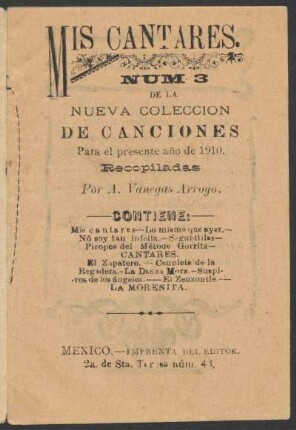 MIS CANTARES.
NUM 3
DE LA
NUEVA COLECCION
DE CANCIONES
Para el presente año de 1910.
Recopiladas
Por A. Vanegas Arroyo.
—CONTIENE:—
Mis cantares—Lo mismo que ayer.—
Nó soy tan infeliz.—Seguidillas—
Piropos del Método Gorritz—
CANTARES.
El Zapatero.—Couplets de la
Regadera.—La Danza Mora.—Suspi-
ros de los ángeles.—El Zenzontle.—
LA MORENITA.
MEXICO.—IMPRENTA DEL EDITOR.
2a. de Sta. Teresa núm. 43,